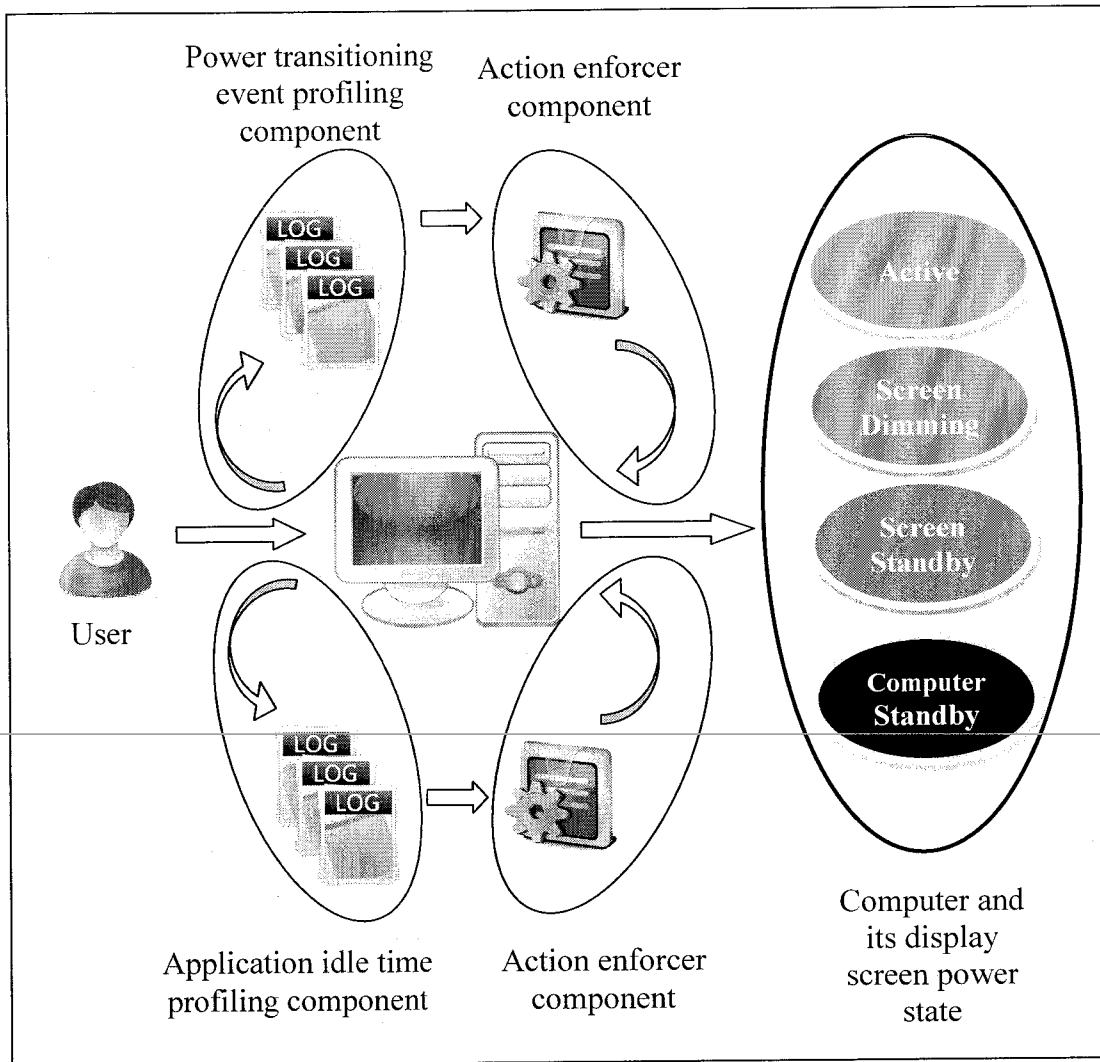 Power transitioning
event profiling
component
Action enforcer
component
LOG
LOG
LOG
Active
Screen
Dimming
Screen
Standby
Computer
Standby
User
LOG
LOG
LOG
Application idle time
profiling component
Action enforcer
component
Computer and
its display
screen power
state